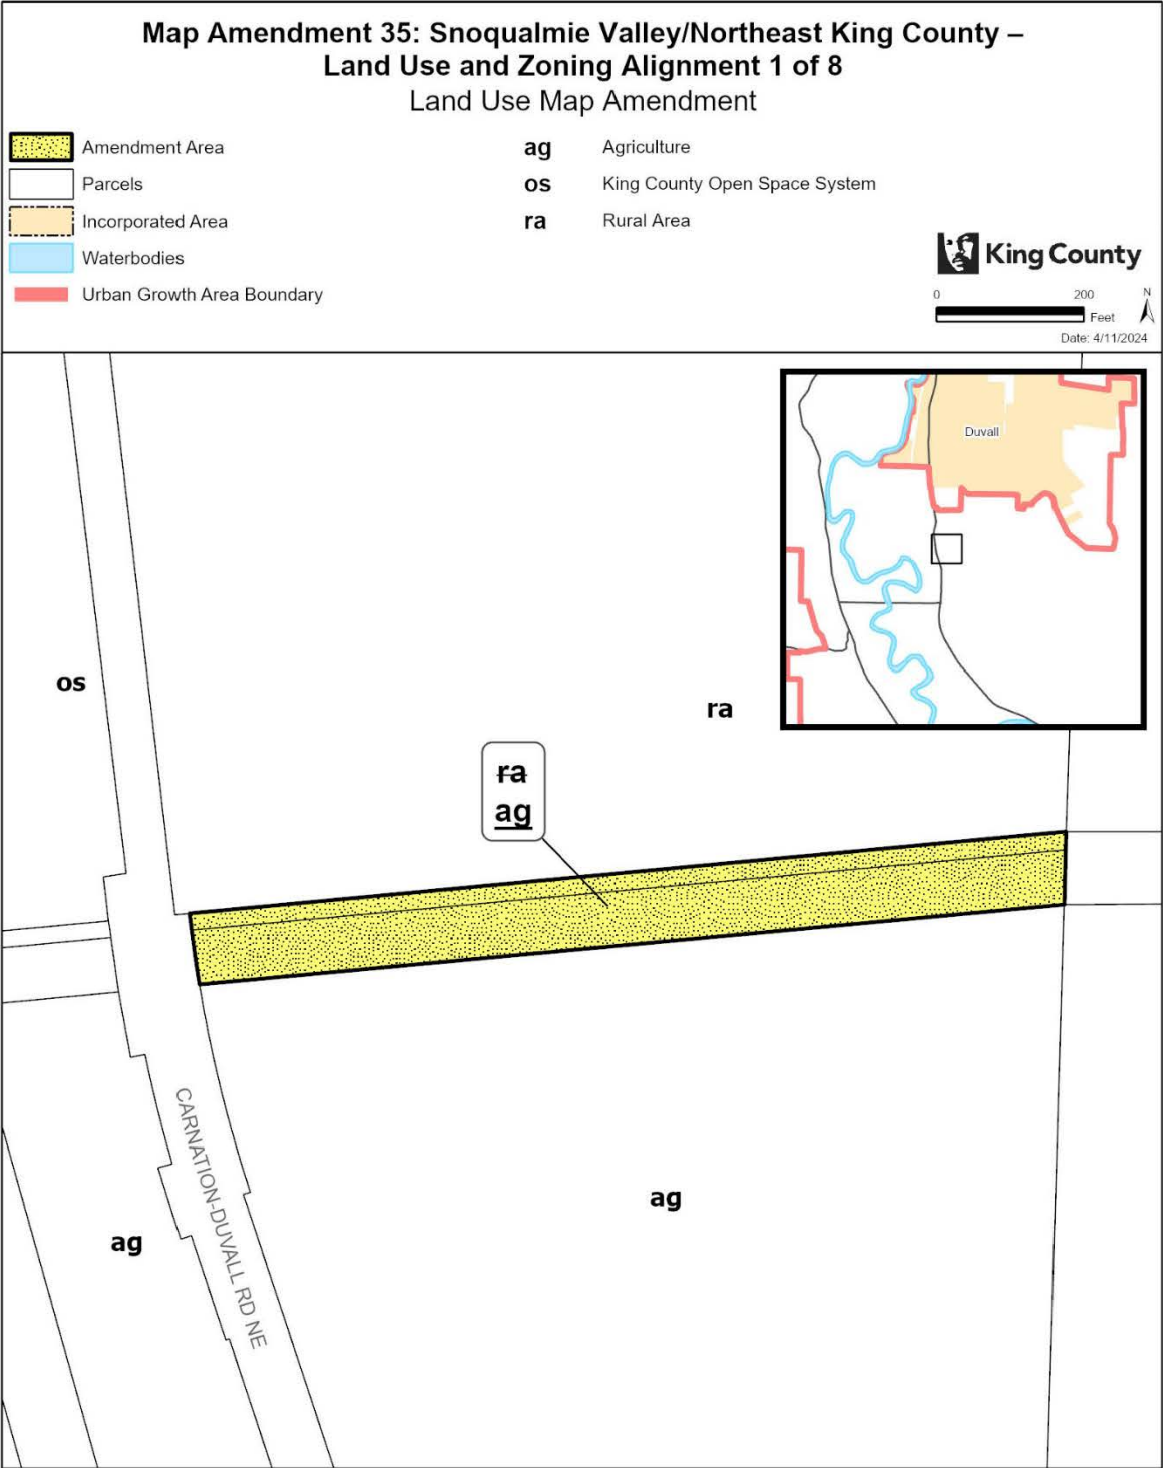 Map Amendment 35: Snoqualmie Valley/Northeast King County –
Land Use and Zoning Alignment 1 of 8
Land Use Map Amendment
Amendment Area
Parcels
Incorporated Area
Waterbodies
Urban Growth Area Boundary
ag Agriculture
os King County Open Space System
ra Rural Area
King County
0 200
Feet
N
Date: 4/11/2024
Duvall
os
ra
ra
ag
ag
ag
CARNATION-DUVALL RD NE